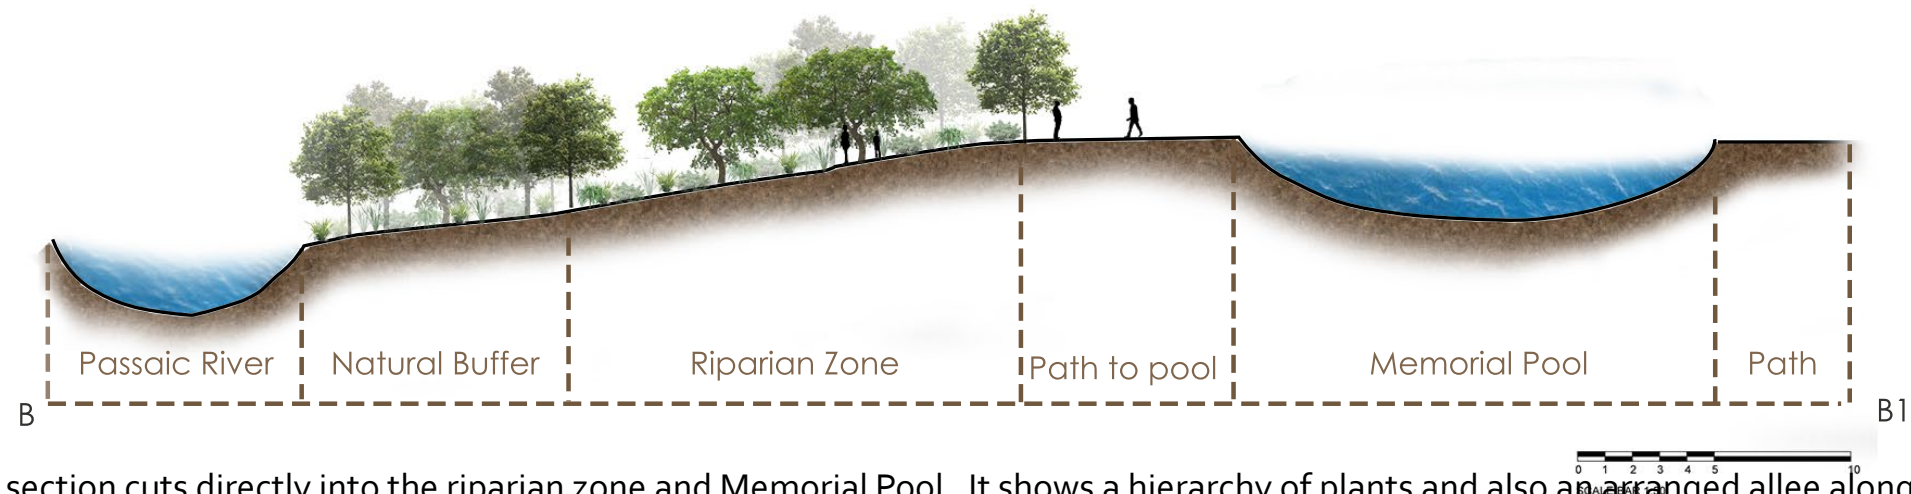 Passaic River Natural Buffer Riparian Zone Path to pool Memorial Pool Path
B B1
0 1 2 3 4 5 10
section cuts directly into the riparian zone and Memorial Pool. It shows a hierarchy of plants and also an arranged allee along